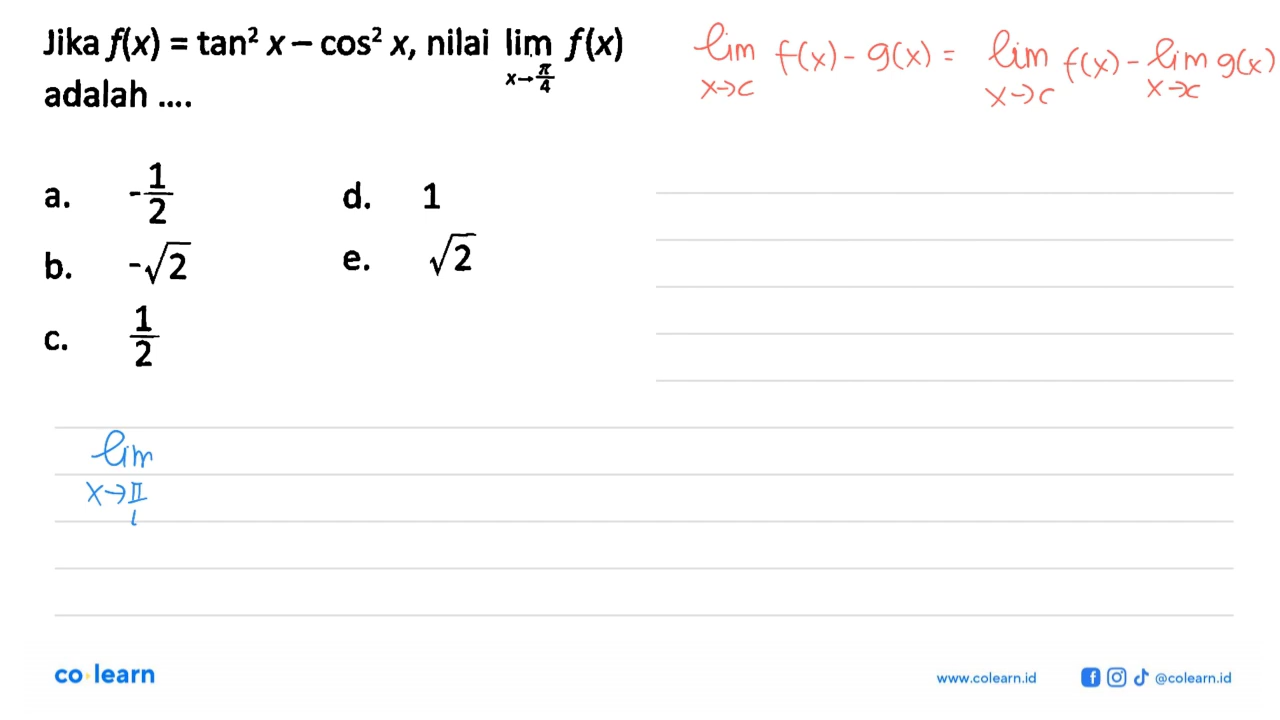 Jika f(x) = tan² x – cos² x, nilai lim f(x)
x→π/4
adalah ....
lim f(x) - g(x) = lim f(x) - lim g(x)
x→c x→c x→c
a. -1/2
b. -√2
c. 1/2
d. 1
e. √2
lim
x→π
co learn
www.colearn.id
@colearn.id